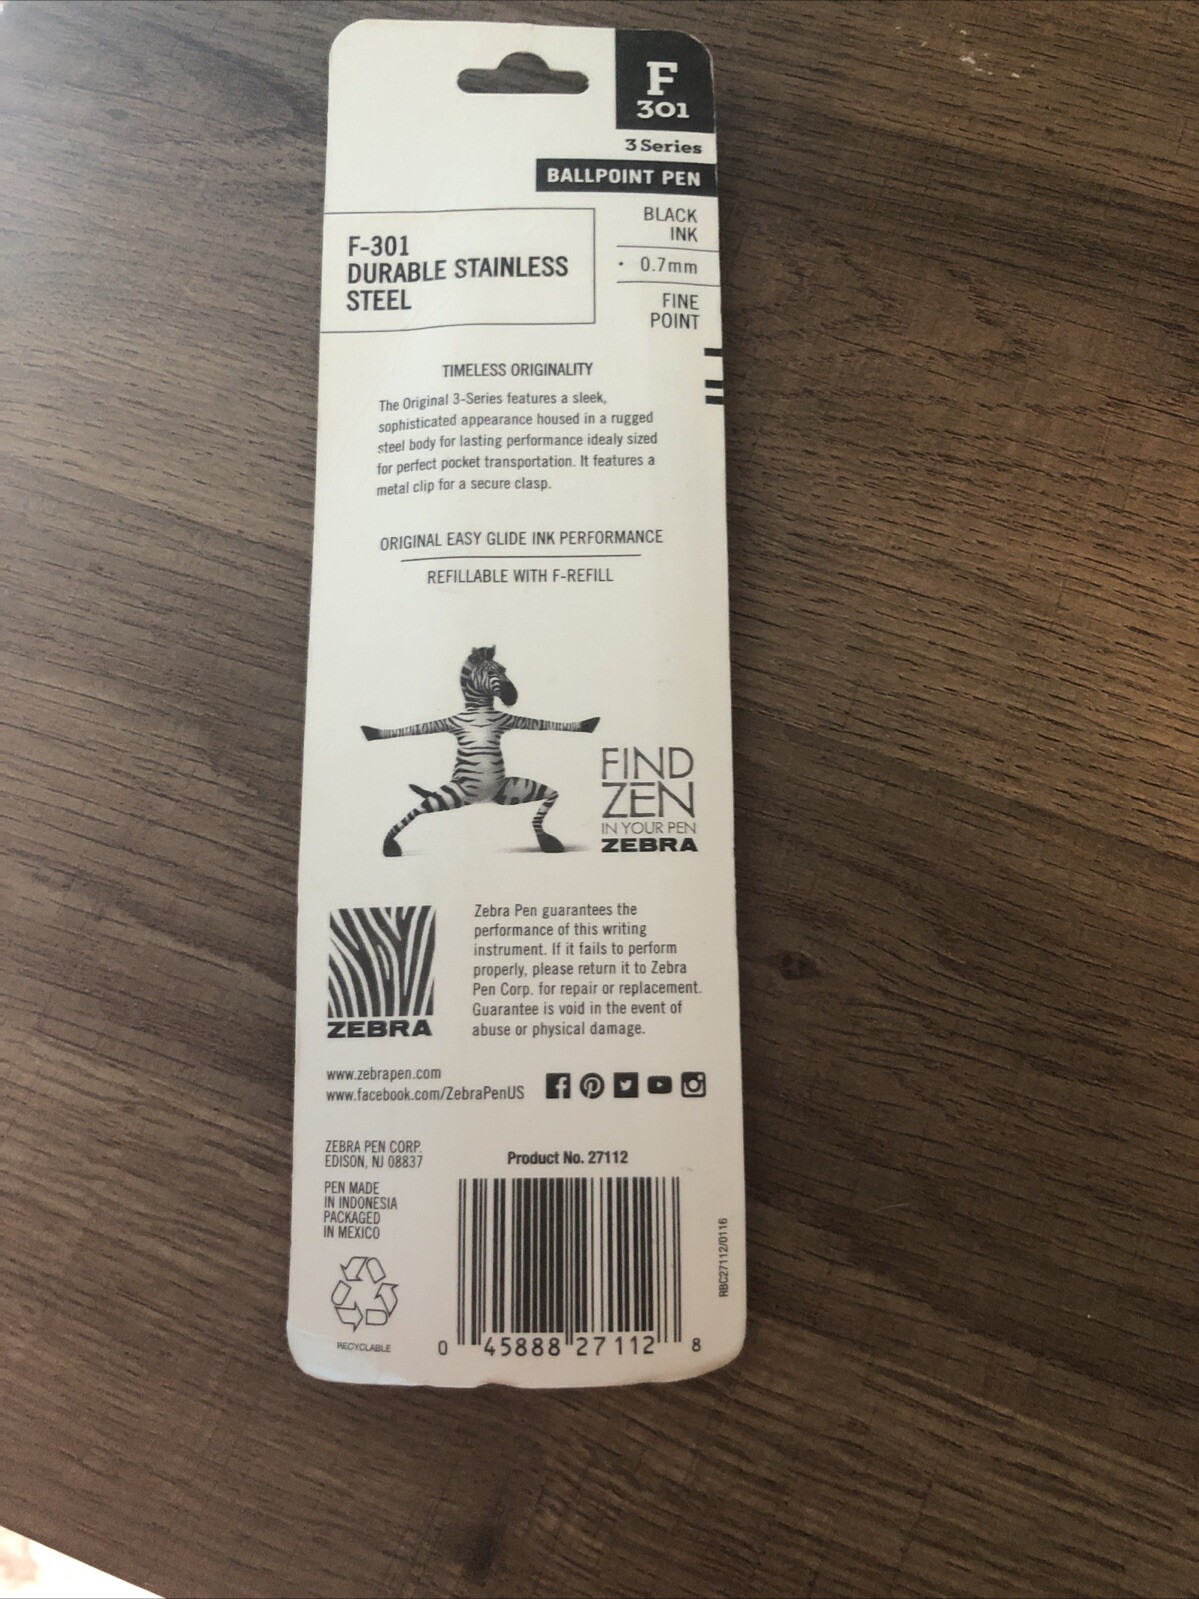 F
301
3 Series
BALLPOINT PEN
BLACK
INK
• 0.7mm
FINE
POINT
F-301
DURABLE STAINLESS
STEEL
TIMELESS ORIGINALITY
The Original 3-Series features a sleek,
sophisticated appearance housed in a rugged
steel body for lasting performance idealy sized
for perfect pocket transportation. It features a
metal clip for a secure clasp.
ORIGINAL EASY GLIDE INK PERFORMANCE
REFILLABLE WITH F-REFILL
FIND
ZEN
IN YOUR PEN
ZEBRA
ZEBRA
Zebra Pen guarantees the
performance of this writing
instrument. If it fails to perform
properly, please return it to Zebra
Pen Corp. for repair or replacement.
Guarantee is void in the event of
abuse or physical damage.
www.zebrapen.com
www.facebook.com/ZebraPenUS
ZEBRA PEN CORP.
EDISON, NJ 08837
PEN MADE
IN INDONESIA
PACKAGED
IN MEXICO
RECYCLABLE
Product No. 27112
0 45888 27112 8
RBC27112/0116